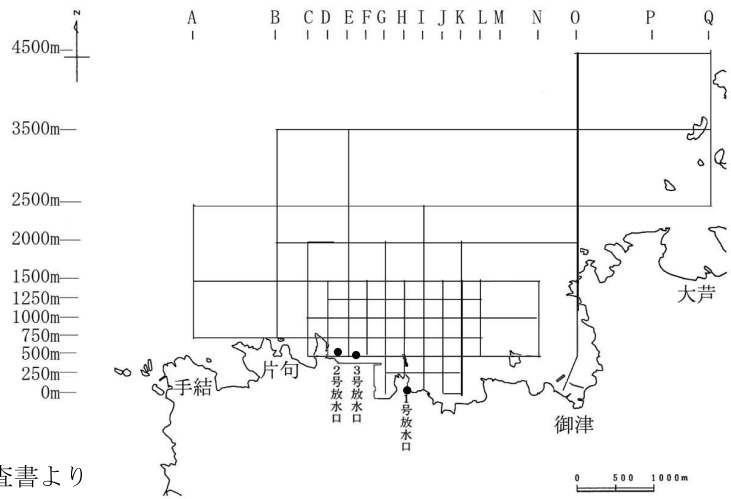 A B C D E F G H I J K L M N O P Q
N
4500m
3500m
2500m
2000m
1500m
1250m
1000m
750m
500m
250m
0m
大芦
片句
手結
2号放水口
3号放水口
1号放水口
御津
0 500 1000m
査書より